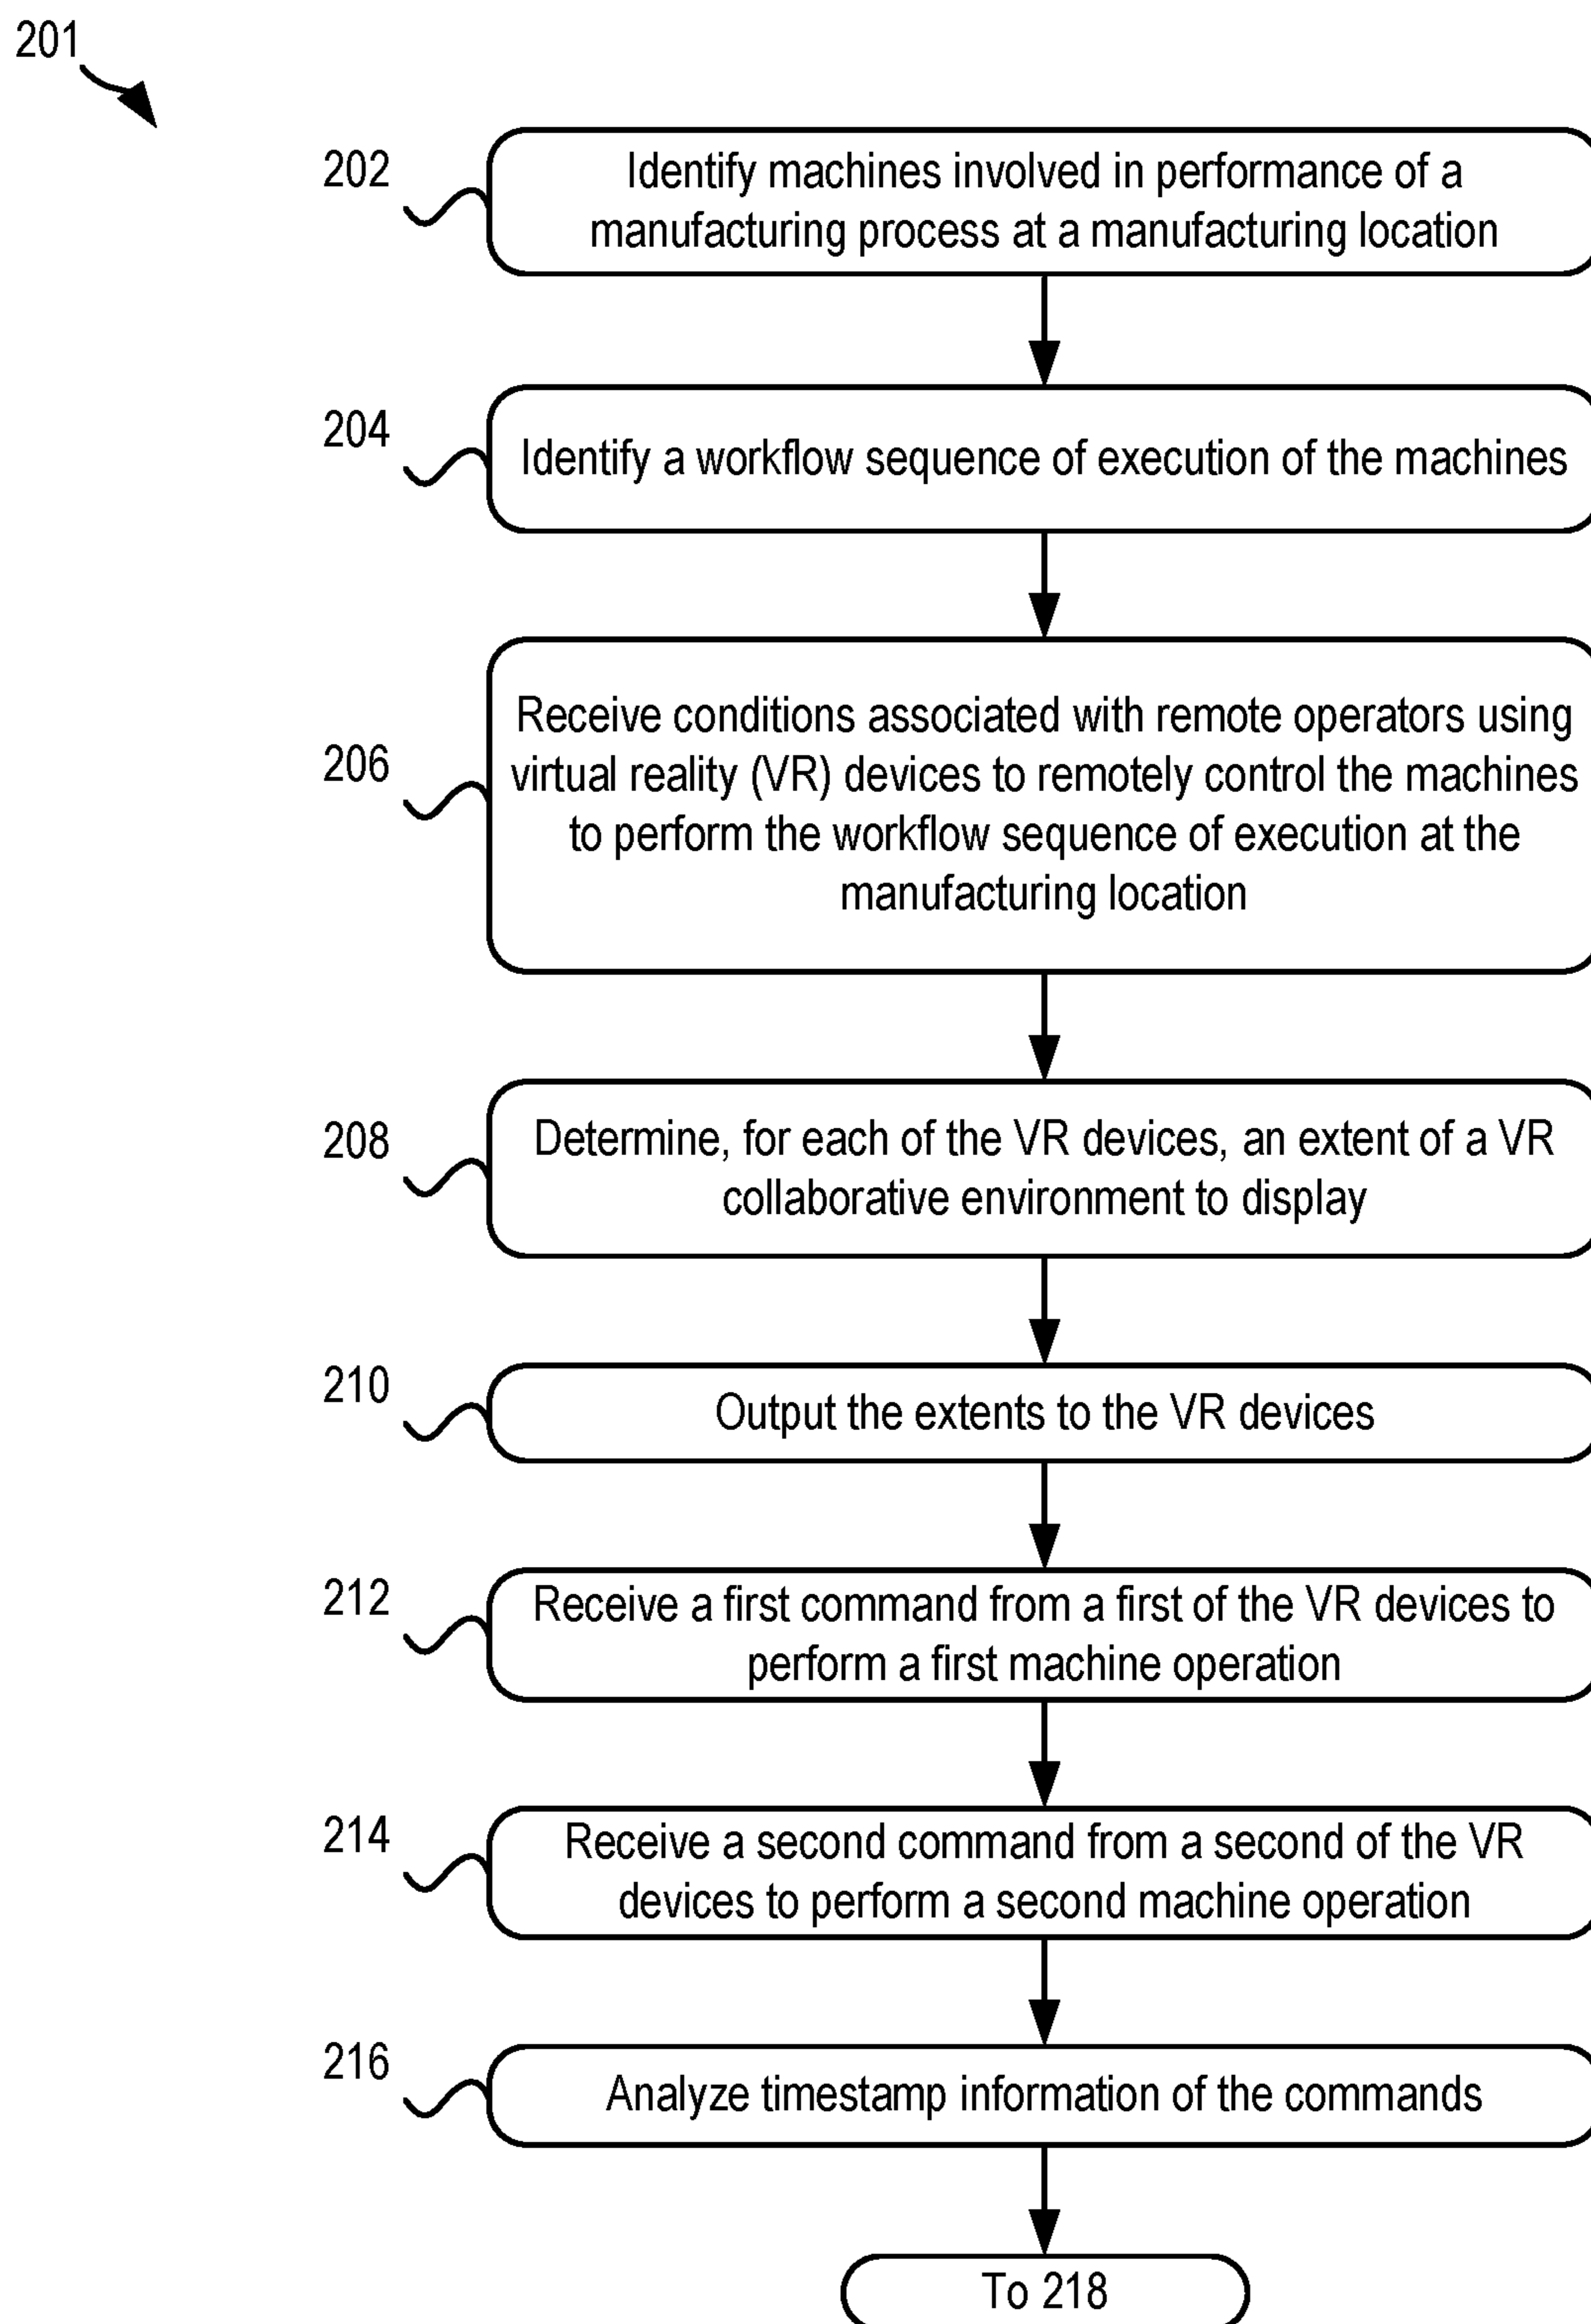 201
202
Identify machines involved in performance of a
manufacturing process at a manufacturing location
204
Identify a workflow sequence of execution of the machines
206
Receive conditions associated with remote operators using
virtual reality (VR) devices to remotely control the machines
to perform the workflow sequence of execution at the
manufacturing location
208
Determine, for each of the VR devices, an extent of a VR
collaborative environment to display
210
Output the extents to the VR devices
212
Receive a first command from a first of the VR devices to
perform a first machine operation
214
Receive a second command from a second of the VR
devices to perform a second machine operation
216
Analyze timestamp information of the commands
To 218